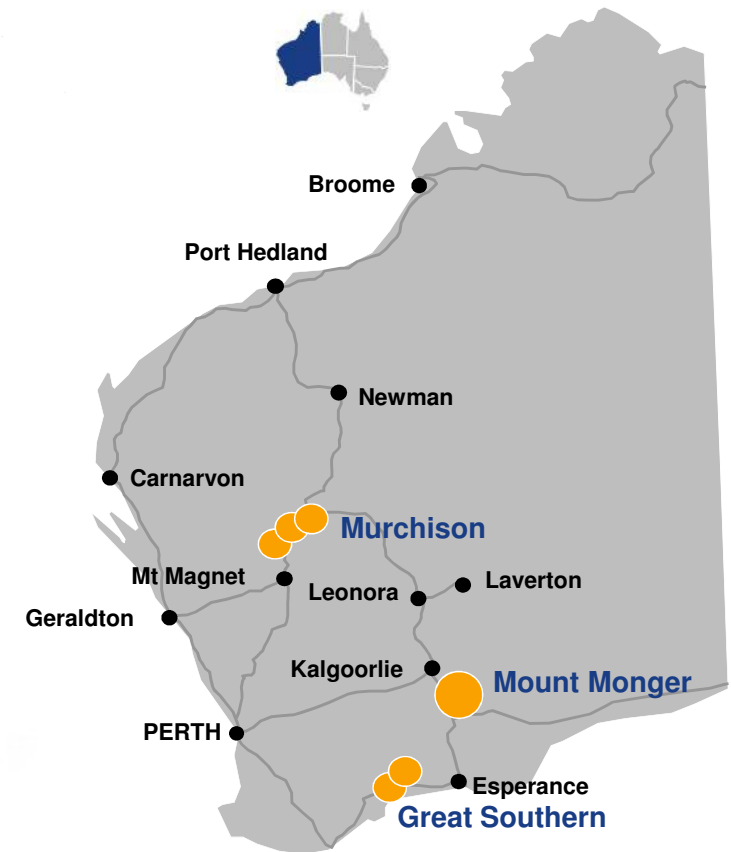 Broome
Port Hedland
Newman
Carnarvon
Murchison
Mt Magnet
Leonora
Laverton
Geraldton
Kalgoorlie
Mount Monger
PERTH
Esperance
Great Southern